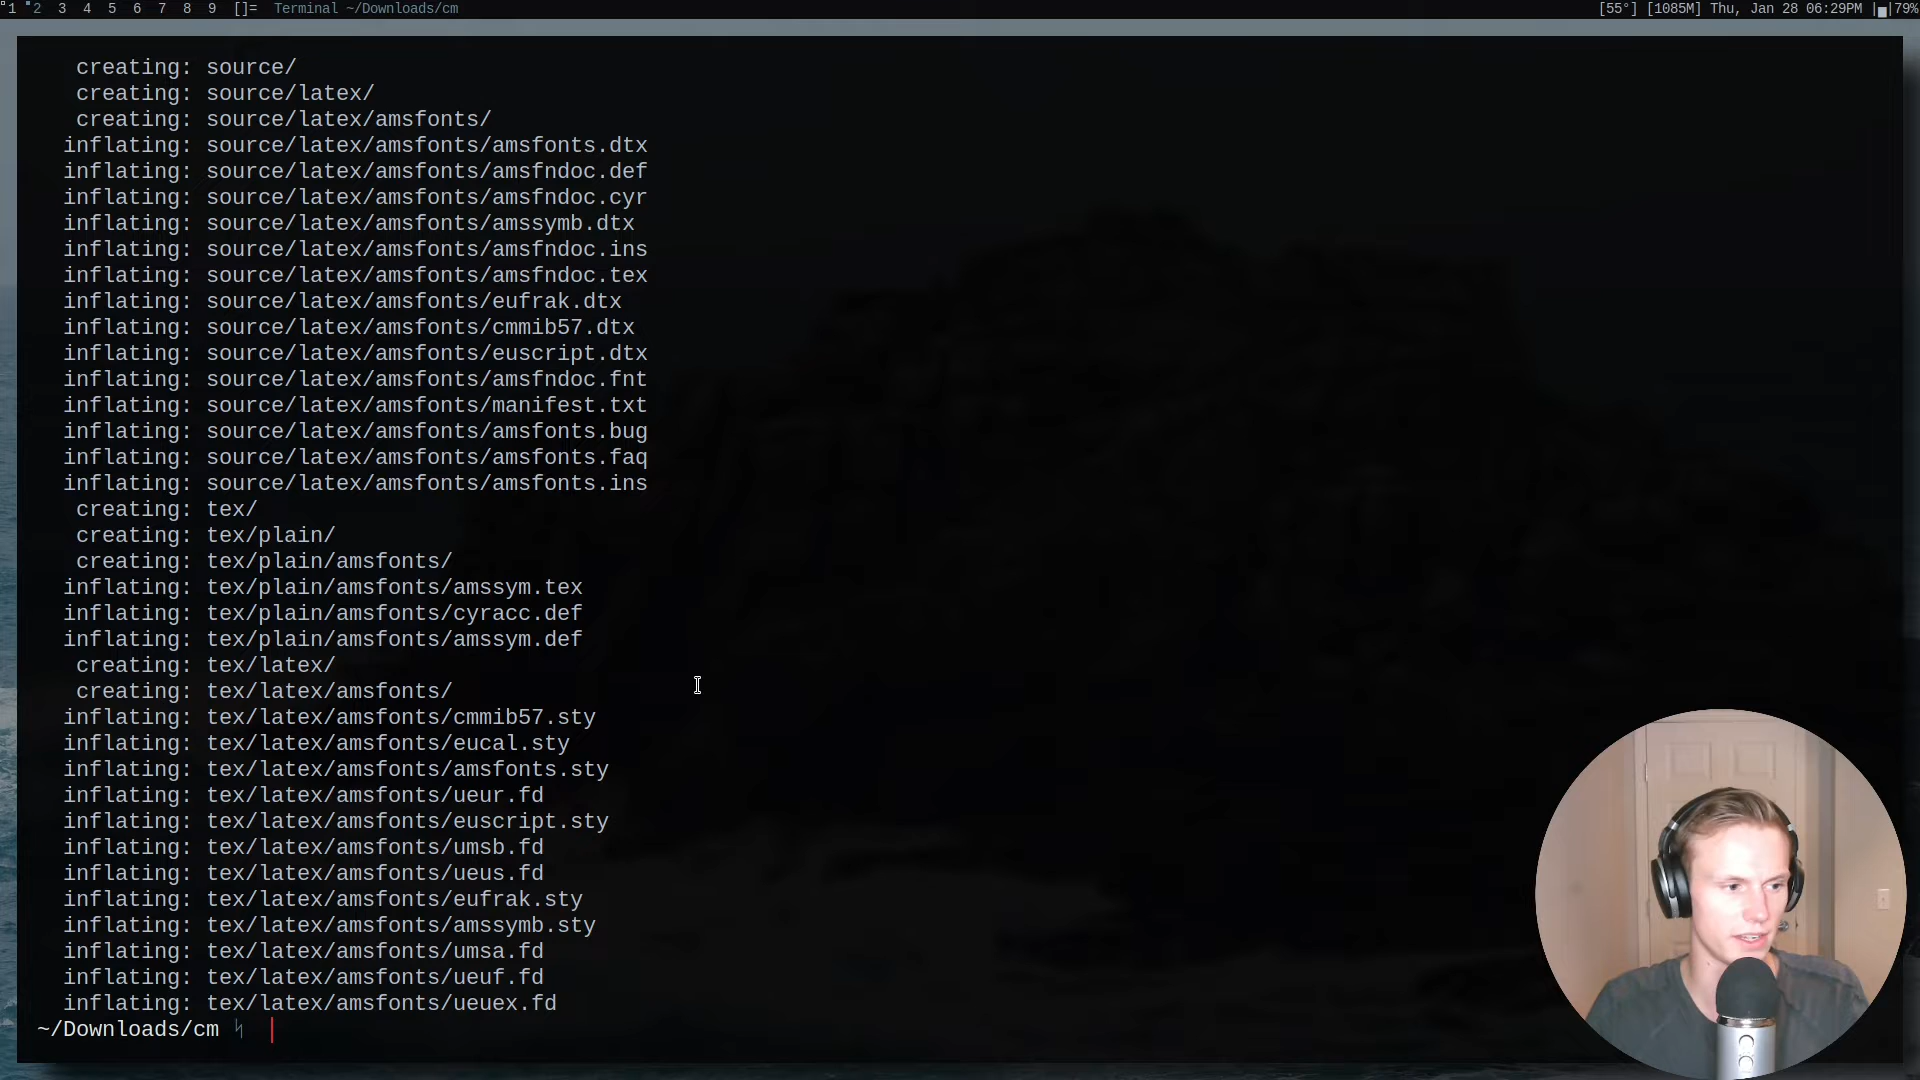 1 2 3 4 5 6 7 8 9 []= Terminal ~/Downloads/cm [55°] [1085M] Thu, Jan 28 06:29PM |▄|79%
creating: source/
creating: source/latex/
creating: source/latex/amsfonts/
inflating: source/latex/amsfonts/amsfonts.dtx
inflating: source/latex/amsfonts/amsfndoc.def
inflating: source/latex/amsfonts/amsfndoc.cyr
inflating: source/latex/amsfonts/amssymb.dtx
inflating: source/latex/amsfonts/amsfndoc.ins
inflating: source/latex/amsfonts/amsfndoc.tex
inflating: source/latex/amsfonts/eufrak.dtx
inflating: source/latex/amsfonts/cmmib57.dtx
inflating: source/latex/amsfonts/euscript.dtx
inflating: source/latex/amsfonts/amsfndoc.fnt
inflating: source/latex/amsfonts/manifest.txt
inflating: source/latex/amsfonts/amsfonts.bug
inflating: source/latex/amsfonts/amsfonts.faq
inflating: source/latex/amsfonts/amsfonts.ins
creating: tex/
creating: tex/plain/
creating: tex/plain/amsfonts/
inflating: tex/plain/amsfonts/amssym.tex
inflating: tex/plain/amsfonts/cyracc.def
inflating: tex/plain/amsfonts/amssym.def
creating: tex/latex/
creating: tex/latex/amsfonts/
inflating: tex/latex/amsfonts/cmmib57.sty
inflating: tex/latex/amsfonts/eucal.sty
inflating: tex/latex/amsfonts/amsfonts.sty
inflating: tex/latex/amsfonts/ueur.fd
inflating: tex/latex/amsfonts/euscript.sty
inflating: tex/latex/amsfonts/umsb.fd
inflating: tex/latex/amsfonts/ueus.fd
inflating: tex/latex/amsfonts/eufrak.sty
inflating: tex/latex/amsfonts/amssymb.sty
inflating: tex/latex/amsfonts/umsa.fd
inflating: tex/latex/amsfonts/ueuf.fd
inflating: tex/latex/amsfonts/ueuex.fd
~/Downloads/cm ᛋ